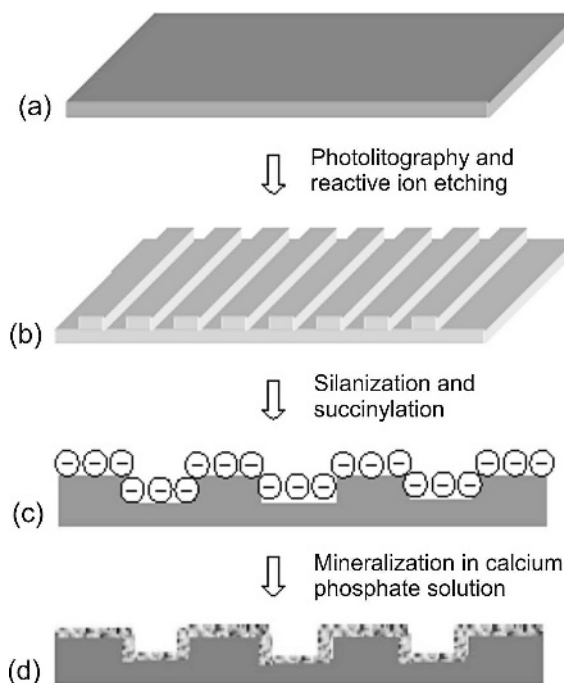 (a)
Photolitography and
reactive ion etching
(b)
Silanization and
succinylation
(c)
Mineralization in calcium
phosphate solution
(d)